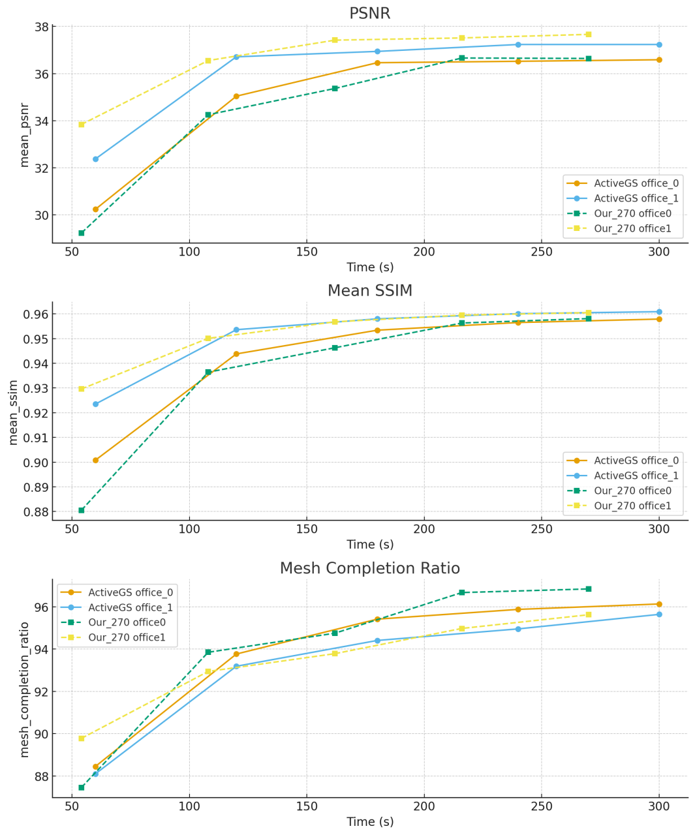 PSNR
38
36
34
32
30
mean_psnr
ActiveGS office_0
ActiveGS office_1
Our_270 office0
Our_270 office1
50 100 150 200 250 300
Time (s)
Mean SSIM
0.96
0.95
0.94
0.93
0.92
0.91
0.90
0.89
0.88
mean_ssim
ActiveGS office_0
ActiveGS office_1
Our_270 office0
Our_270 office1
50 100 150 200 250 300
Time (s)
Mesh Completion Ratio
ActiveGS office_0
ActiveGS office_1
Our_270 office0
Our_270 office1
96
94
92
90
88
mesh_completion_ratio
50 100 150 200 250 300
Time (s)